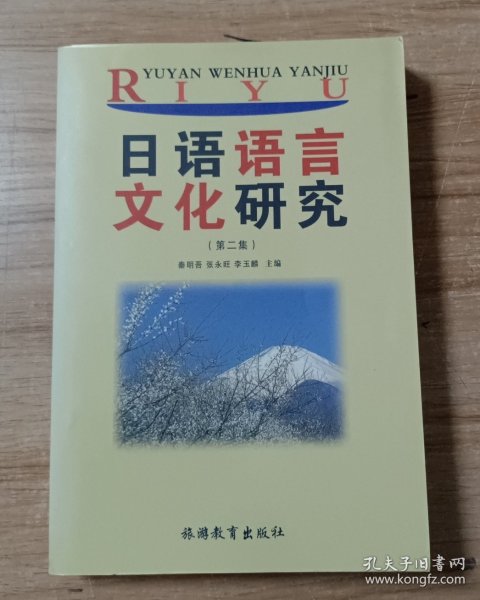 YUYAN WENHUA YANJIU
RIYU
日语语言
文化研究
(第二集)
秦明吾 张永旺 李玉麟 主编
旅游教育出版社
孔夫子旧书网
www.kongfz.com